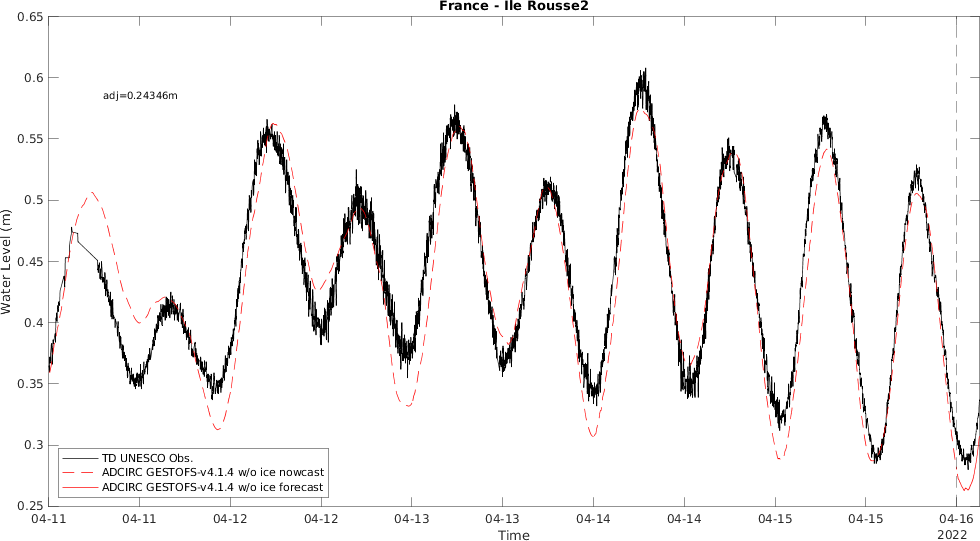 France - Ile Rousse2
Water Level (m)
0.65
0.6
0.55
0.5
0.45
0.4
0.35
0.3
0.25
adj=0.24346m
TD UNESCO Obs.
ADCIRC GESTOFS-v4.1.4 w/o ice nowcast
ADCIRC GESTOFS-v4.1.4 w/o ice forecast
04-11 04-11 04-12 04-12 04-13 04-13 04-14 04-14 04-15 04-15 04-16
Time 2022